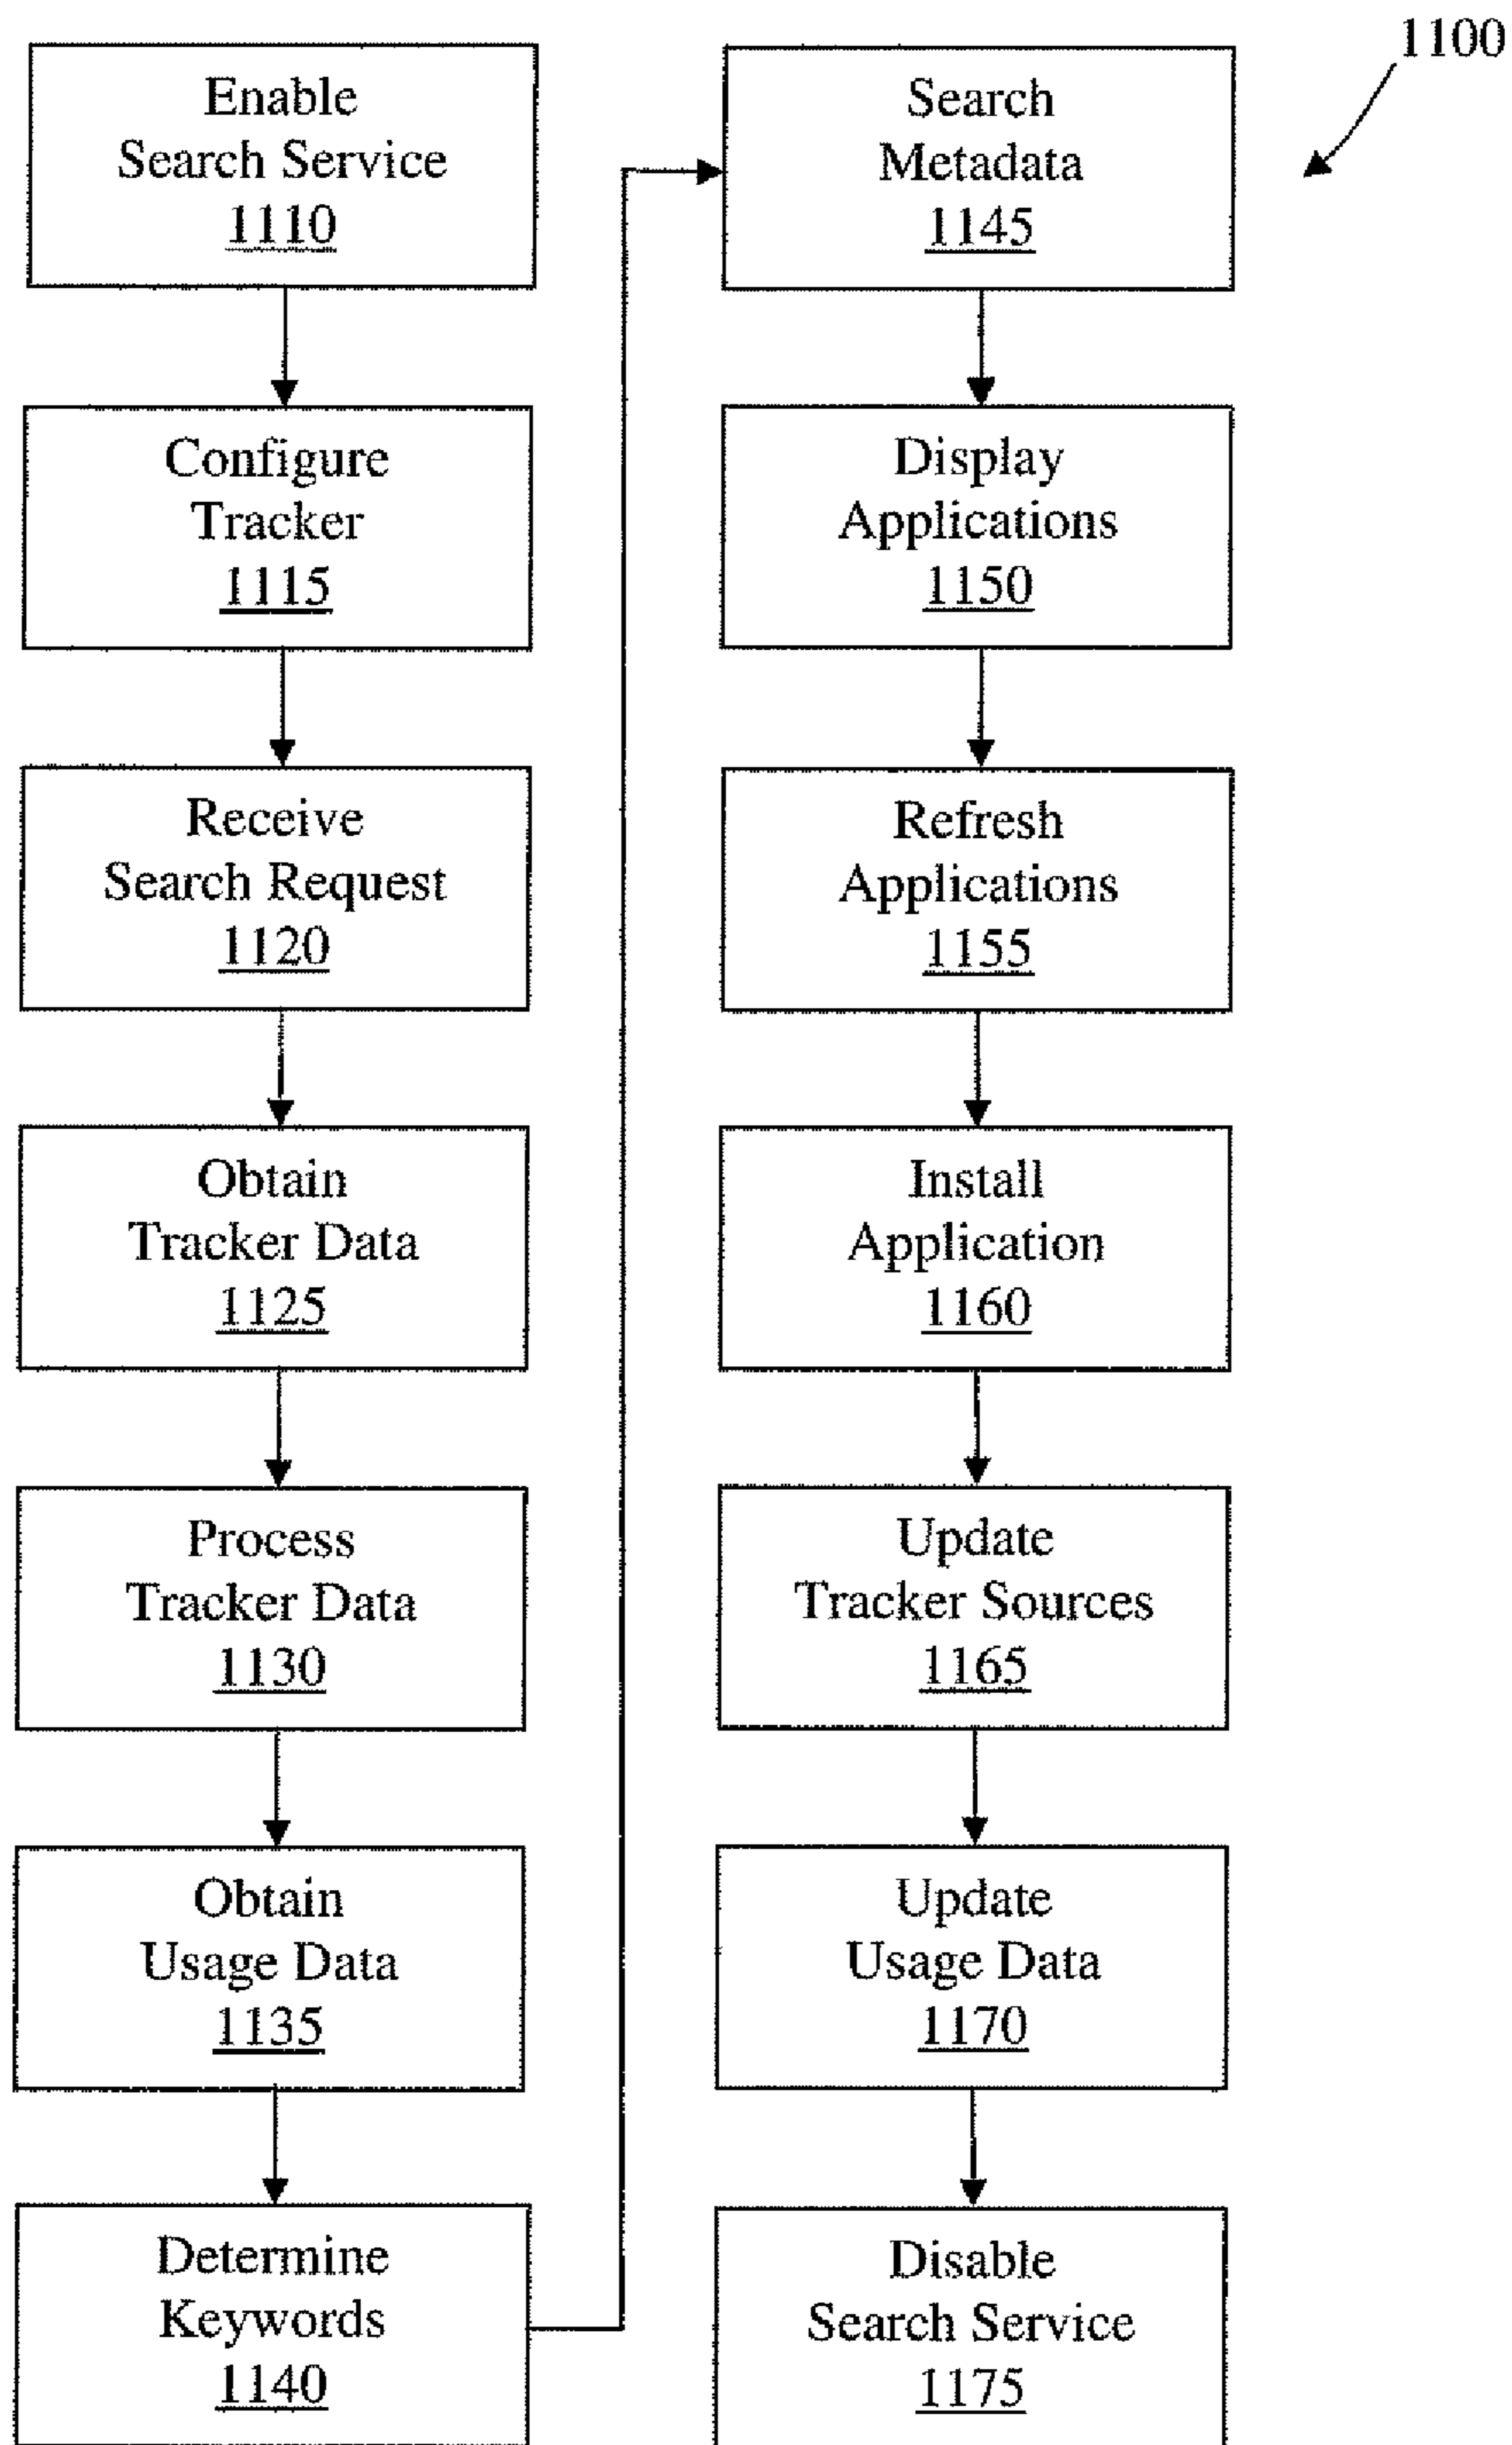 1100
Enable
Search Service
1110
Configure
Tracker
1115
Receive
Search Request
1120
Obtain
Tracker Data
1125
Process
Tracker Data
1130
Obtain
Usage Data
1135
Determine
Keywords
1140
Search
Metadata
1145
Display
Applications
1150
Refresh
Applications
1155
Install
Application
1160
Update
Tracker Sources
1165
Update
Usage Data
1170
Disable
Search Service
1175